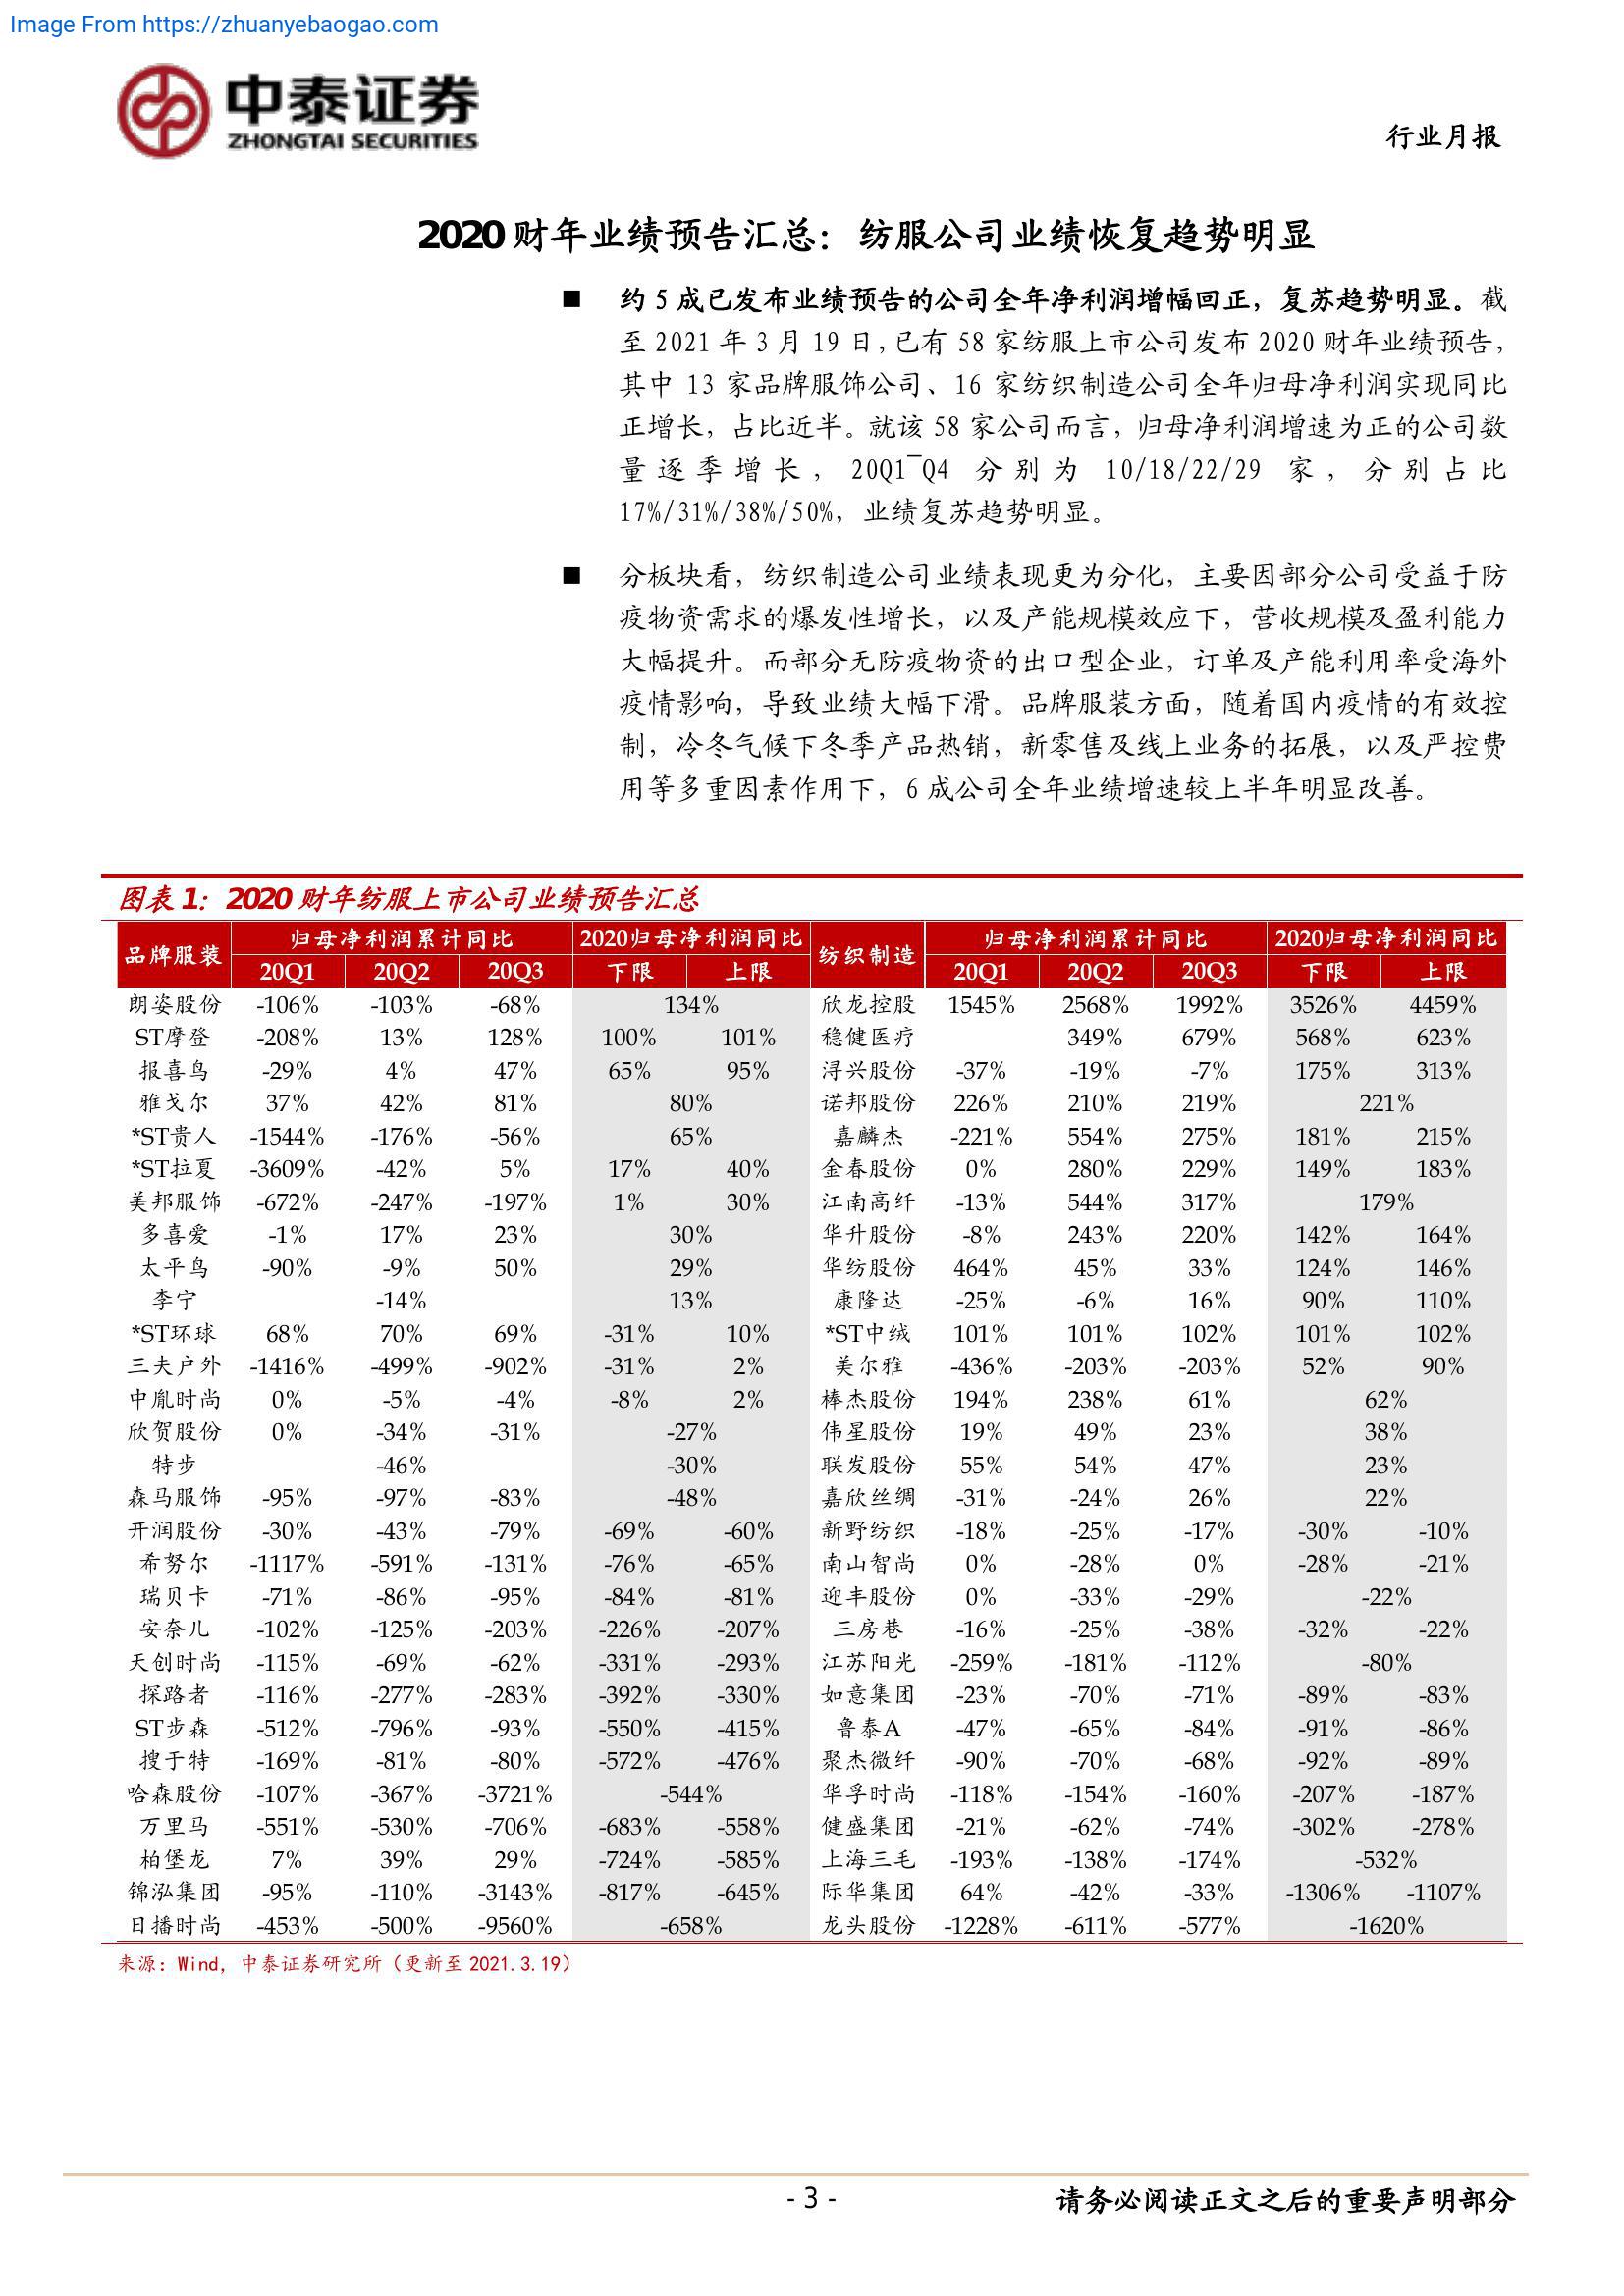 Image From https://zhuanyebaogao.com
中泰证券
ZHONGTAI SECURITIES
行业月报
2020 财年业绩预告汇总：纺服公司业绩恢复趋势明显
■ 约 5 成已发布业绩预告的公司全年净利润增幅回正，复苏趋势明显。截
至 2021 年 3 月 19 日，已有 58 家纺服上市公司发布 2020 财年业绩预告，
其中 13 家品牌服饰公司、16 家纺织制造公司全年归母净利润实现同比
正增长，占比近半。就该 58 家公司而言，归母净利润增速为正的公司数
量逐季增长，20Q1~Q4 分别为 10/18/22/29 家，分别占比
17%/31%/38%/50%，业绩复苏趋势明显。
■ 分板块看，纺织制造公司业绩表现更为分化，主要因部分公司受益于防
疫物资需求的爆发性增长，以及产能规模效应下，营收规模及盈利能力
大幅提升。而部分无防疫物资的出口型企业，订单及产能利用率受海外
疫情影响，导致业绩大幅下滑。品牌服装方面，随着国内疫情的有效控
制，冷冬气候下冬季产品热销，新零售及线上业务的拓展，以及严控费
用等多重因素作用下，6 成公司全年业绩增速较上半年明显改善。
图表 1：2020 财年纺服上市公司业绩预告汇总
品牌服装 归母净利润累计同比 2020归母净利润同比 纺织制造 归母净利润累计同比 2020归母净利润同比
20Q1 20Q2 20Q3 下限 上限 20Q1 20Q2 20Q3 下限 上限
朗姿股份 -106% -103% -68% 134% 欣龙控股 1545% 2568% 1992% 3526% 4459%
ST摩登 -208% 13% 128% 100% 101% 稳健医疗 349% 679% 568% 623%
报喜鸟 -29% 4% 47% 65% 95% 浔兴股份 -37% -19% -7% 175% 313%
雅戈尔 37% 42% 81% 80% 诺邦股份 226% 210% 219% 221%
*ST贵人 -1544% -176% -56% 65% 嘉麟杰 -221% 554% 275% 181% 215%
*ST拉夏 -3609% -42% 5% 17% 40% 金春股份 0% 280% 229% 149% 183%
美邦服饰 -672% -247% -197% 1% 30% 江南高纤 -13% 544% 317% 179%
多喜爱 -1% 17% 23% 30% 华升股份 -8% 243% 220% 142% 164%
太平鸟 -90% -9% 50% 29% 华纺股份 464% 45% 33% 124% 146%
李宁 -14% 13% 康隆达 -25% -6% 16% 90% 110%
*ST环球 68% 70% 69% -31% 10% *ST中绒 101% 101% 102% 101% 102%
三夫户外 -1416% -499% -902% -31% 2% 美尔雅 -436% -203% -203% 52% 90%
中胤时尚 0% -5% -4% -8% 2% 棒杰股份 194% 238% 61% 62%
欣贺股份 0% -34% -31% -27% 伟星股份 19% 49% 23% 38%
特步 -46% -30% 联发股份 55% 54% 47% 23%
森马服饰 -95% -97% -83% -48% 嘉欣丝绸 -31% -24% 26% 22%
开润股份 -30% -43% -79% -69% -60% 新野纺织 -18% -25% -17% -30% -10%
希努尔 -1117% -591% -131% -76% -65% 南山智尚 0% -28% 0% -28% -21%
瑞贝卡 -71% -86% -95% -84% -81% 迎丰股份 0% -33% -29% -22%
安奈儿 -102% -125% -203% -226% -207% 三房巷 -16% -25% -38% -32% -22%
天创时尚 -115% -69% -62% -331% -293% 江苏阳光 -259% -181% -112% -80%
探路者 -116% -277% -283% -392% -330% 如意集团 -23% -70% -71% -89% -83%
ST步森 -512% -796% -93% -550% -415% 鲁泰A -47% -65% -84% -91% -86%
搜于特 -169% -81% -80% -572% -476% 聚杰微纤 -90% -70% -68% -92% -89%
哈森股份 -107% -367% -3721% -544% 华孚时尚 -118% -154% -160% -207% -187%
万里马 -551% -530% -706% -683% -558% 健盛集团 -21% -62% -74% -302% -278%
柏堡龙 7% 39% 29% -724% -585% 上海三毛 -193% -138% -174% -532%
锦泓集团 -95% -110% -3143% -817% -645% 际华集团 64% -42% -33% -1306% -1107%
日播时尚 -453% -500% -9560% -658% 龙头股份 -1228% -611% -577% -1620%
来源：Wind，中泰证券研究所（更新至 2021.3.19）
- 3 -
请务必阅读正文之后的重要声明部分